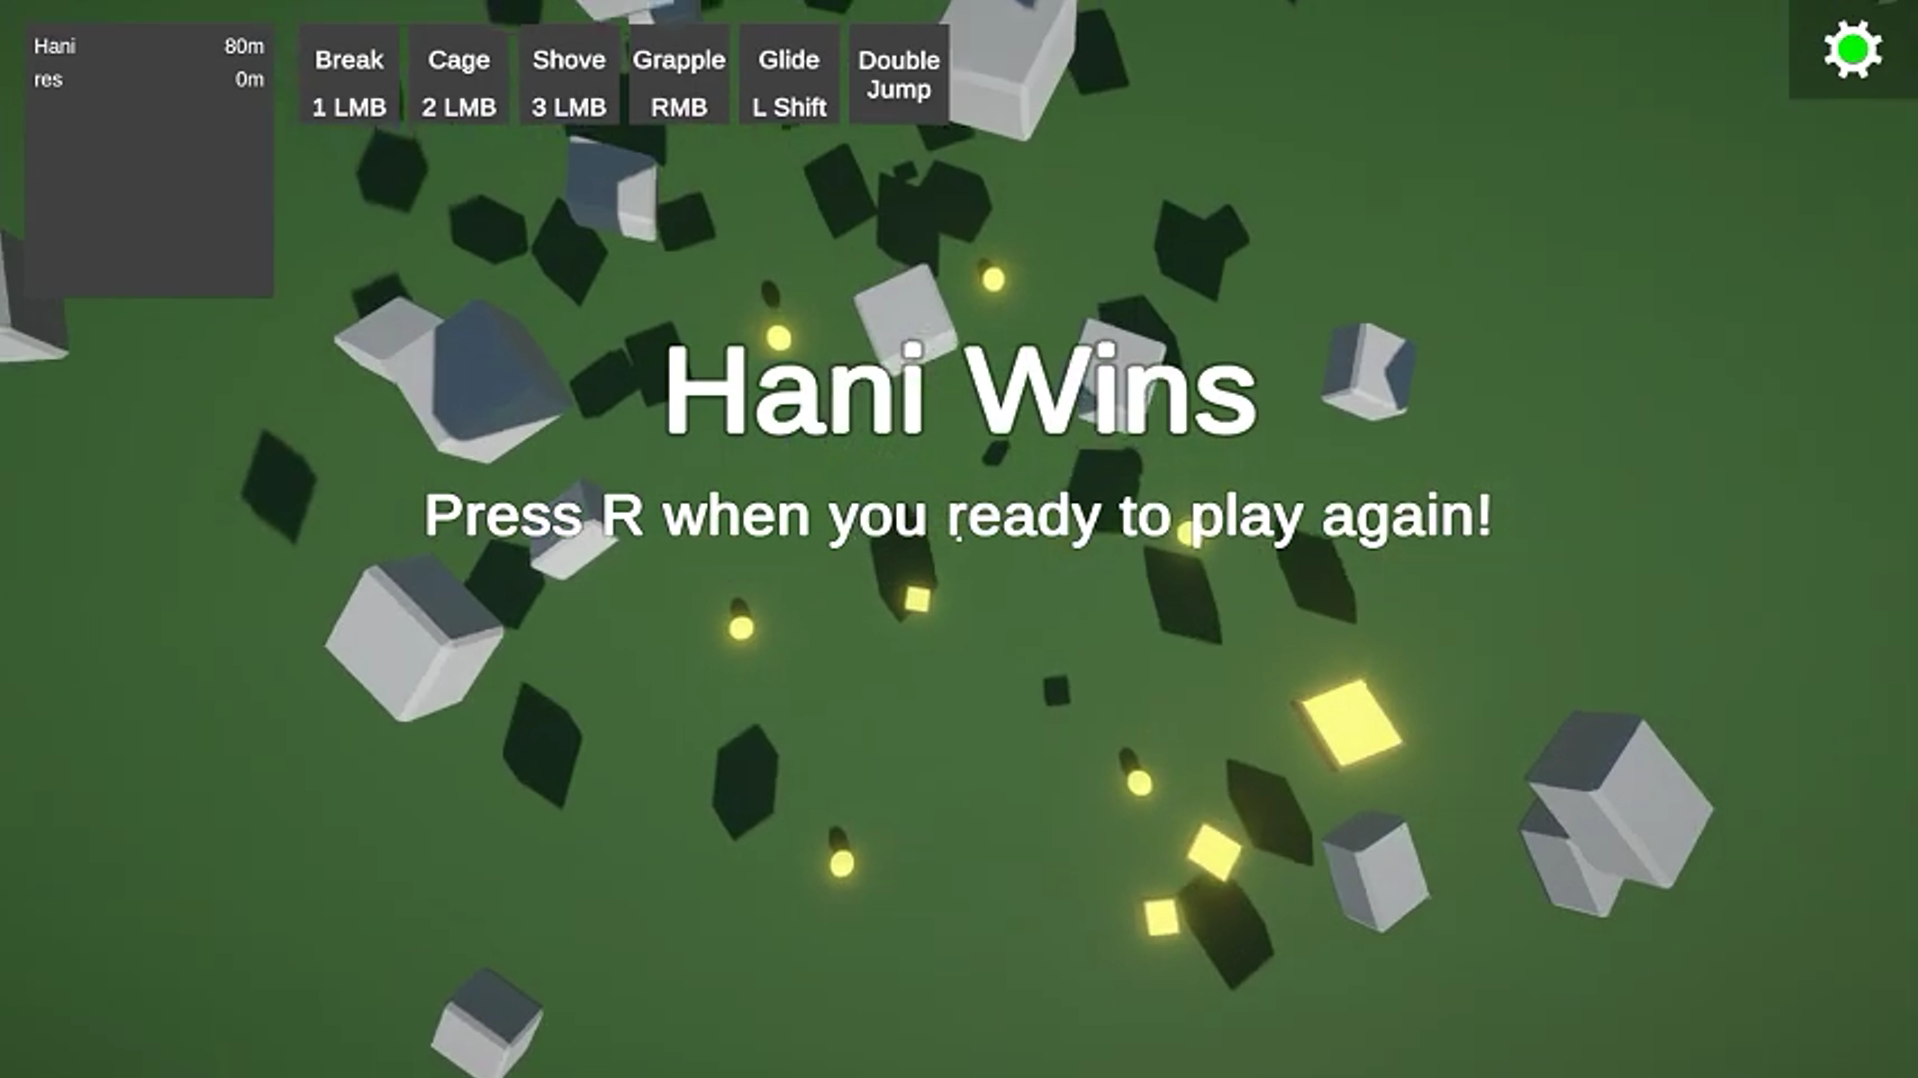 Hani 80m
res 0m
Break
1 LMB
Cage
2 LMB
Shove
3 LMB
Grapple
RMB
Glide
L Shift
Double
Jump
Hani Wins
Press R when you ready to play again!